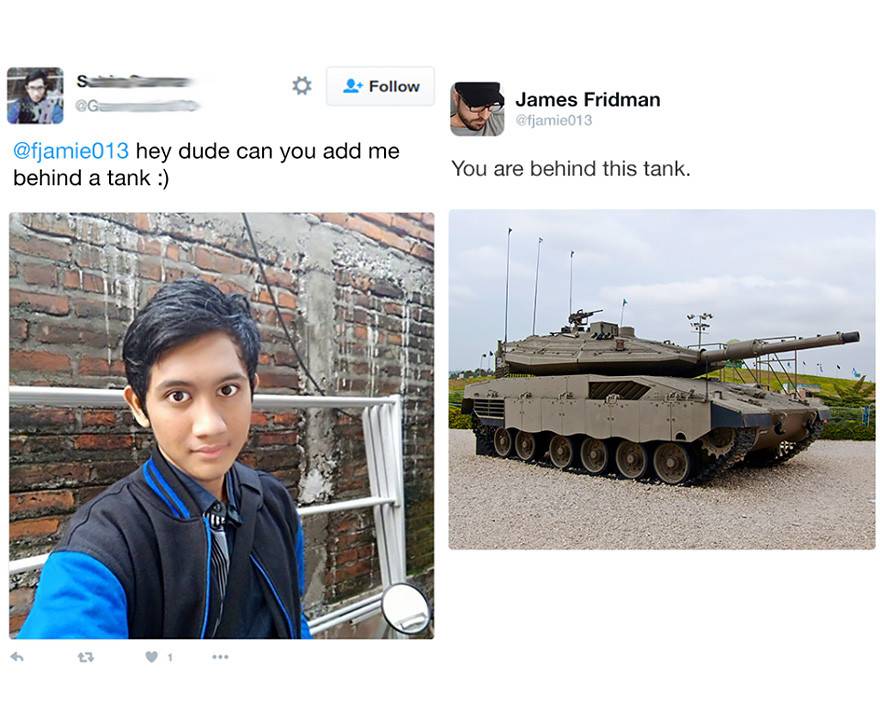 Follow
@fjamie013 hey dude can you add me
behind a tank :)
1
James Fridman
@fjamie013
You are behind this tank.